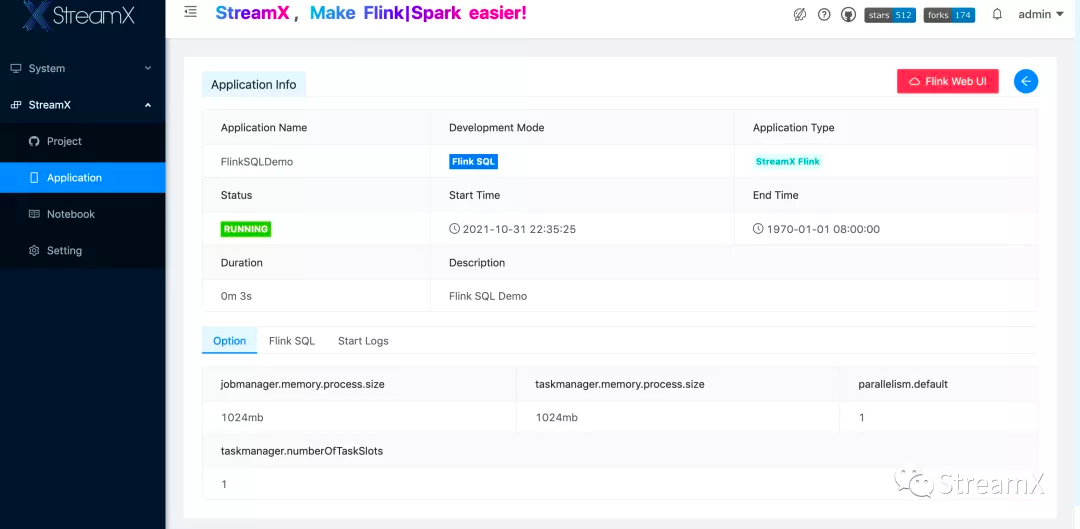 StreamX
StreamX, Make Flink|Spark easier!
stars 512 forks 174 admin
System
StreamX
Project
Application
Notebook
Setting
Application Info
Flink Web UI
Application Name Development Mode Application Type
FlinkSQLDemo Flink SQL StreamX Flink
Status Start Time End Time
RUNNING 2021-10-31 22:35:25 1970-01-01 08:00:00
Duration Description
0m 3s Flink SQL Demo
Option Flink SQL Start Logs
jobmanager.memory.process.size taskmanager.memory.process.size parallelism.default
1024mb 1024mb 1
taskmanager.numberOfTaskSlots
1
StreamX